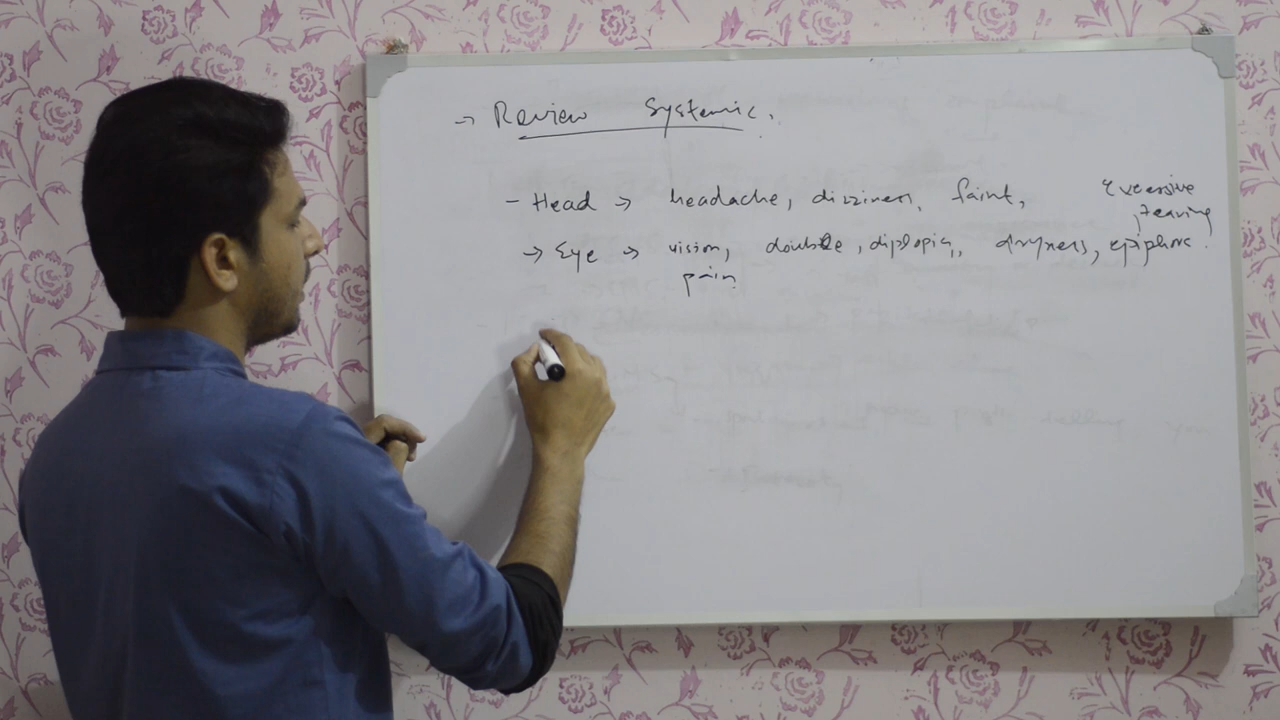 → Review Systemic.
- Head → headache, dizziness, faint,
Excessive tearing
→ Eye → vision, double, diplopia, dryness, epiphora.
pain